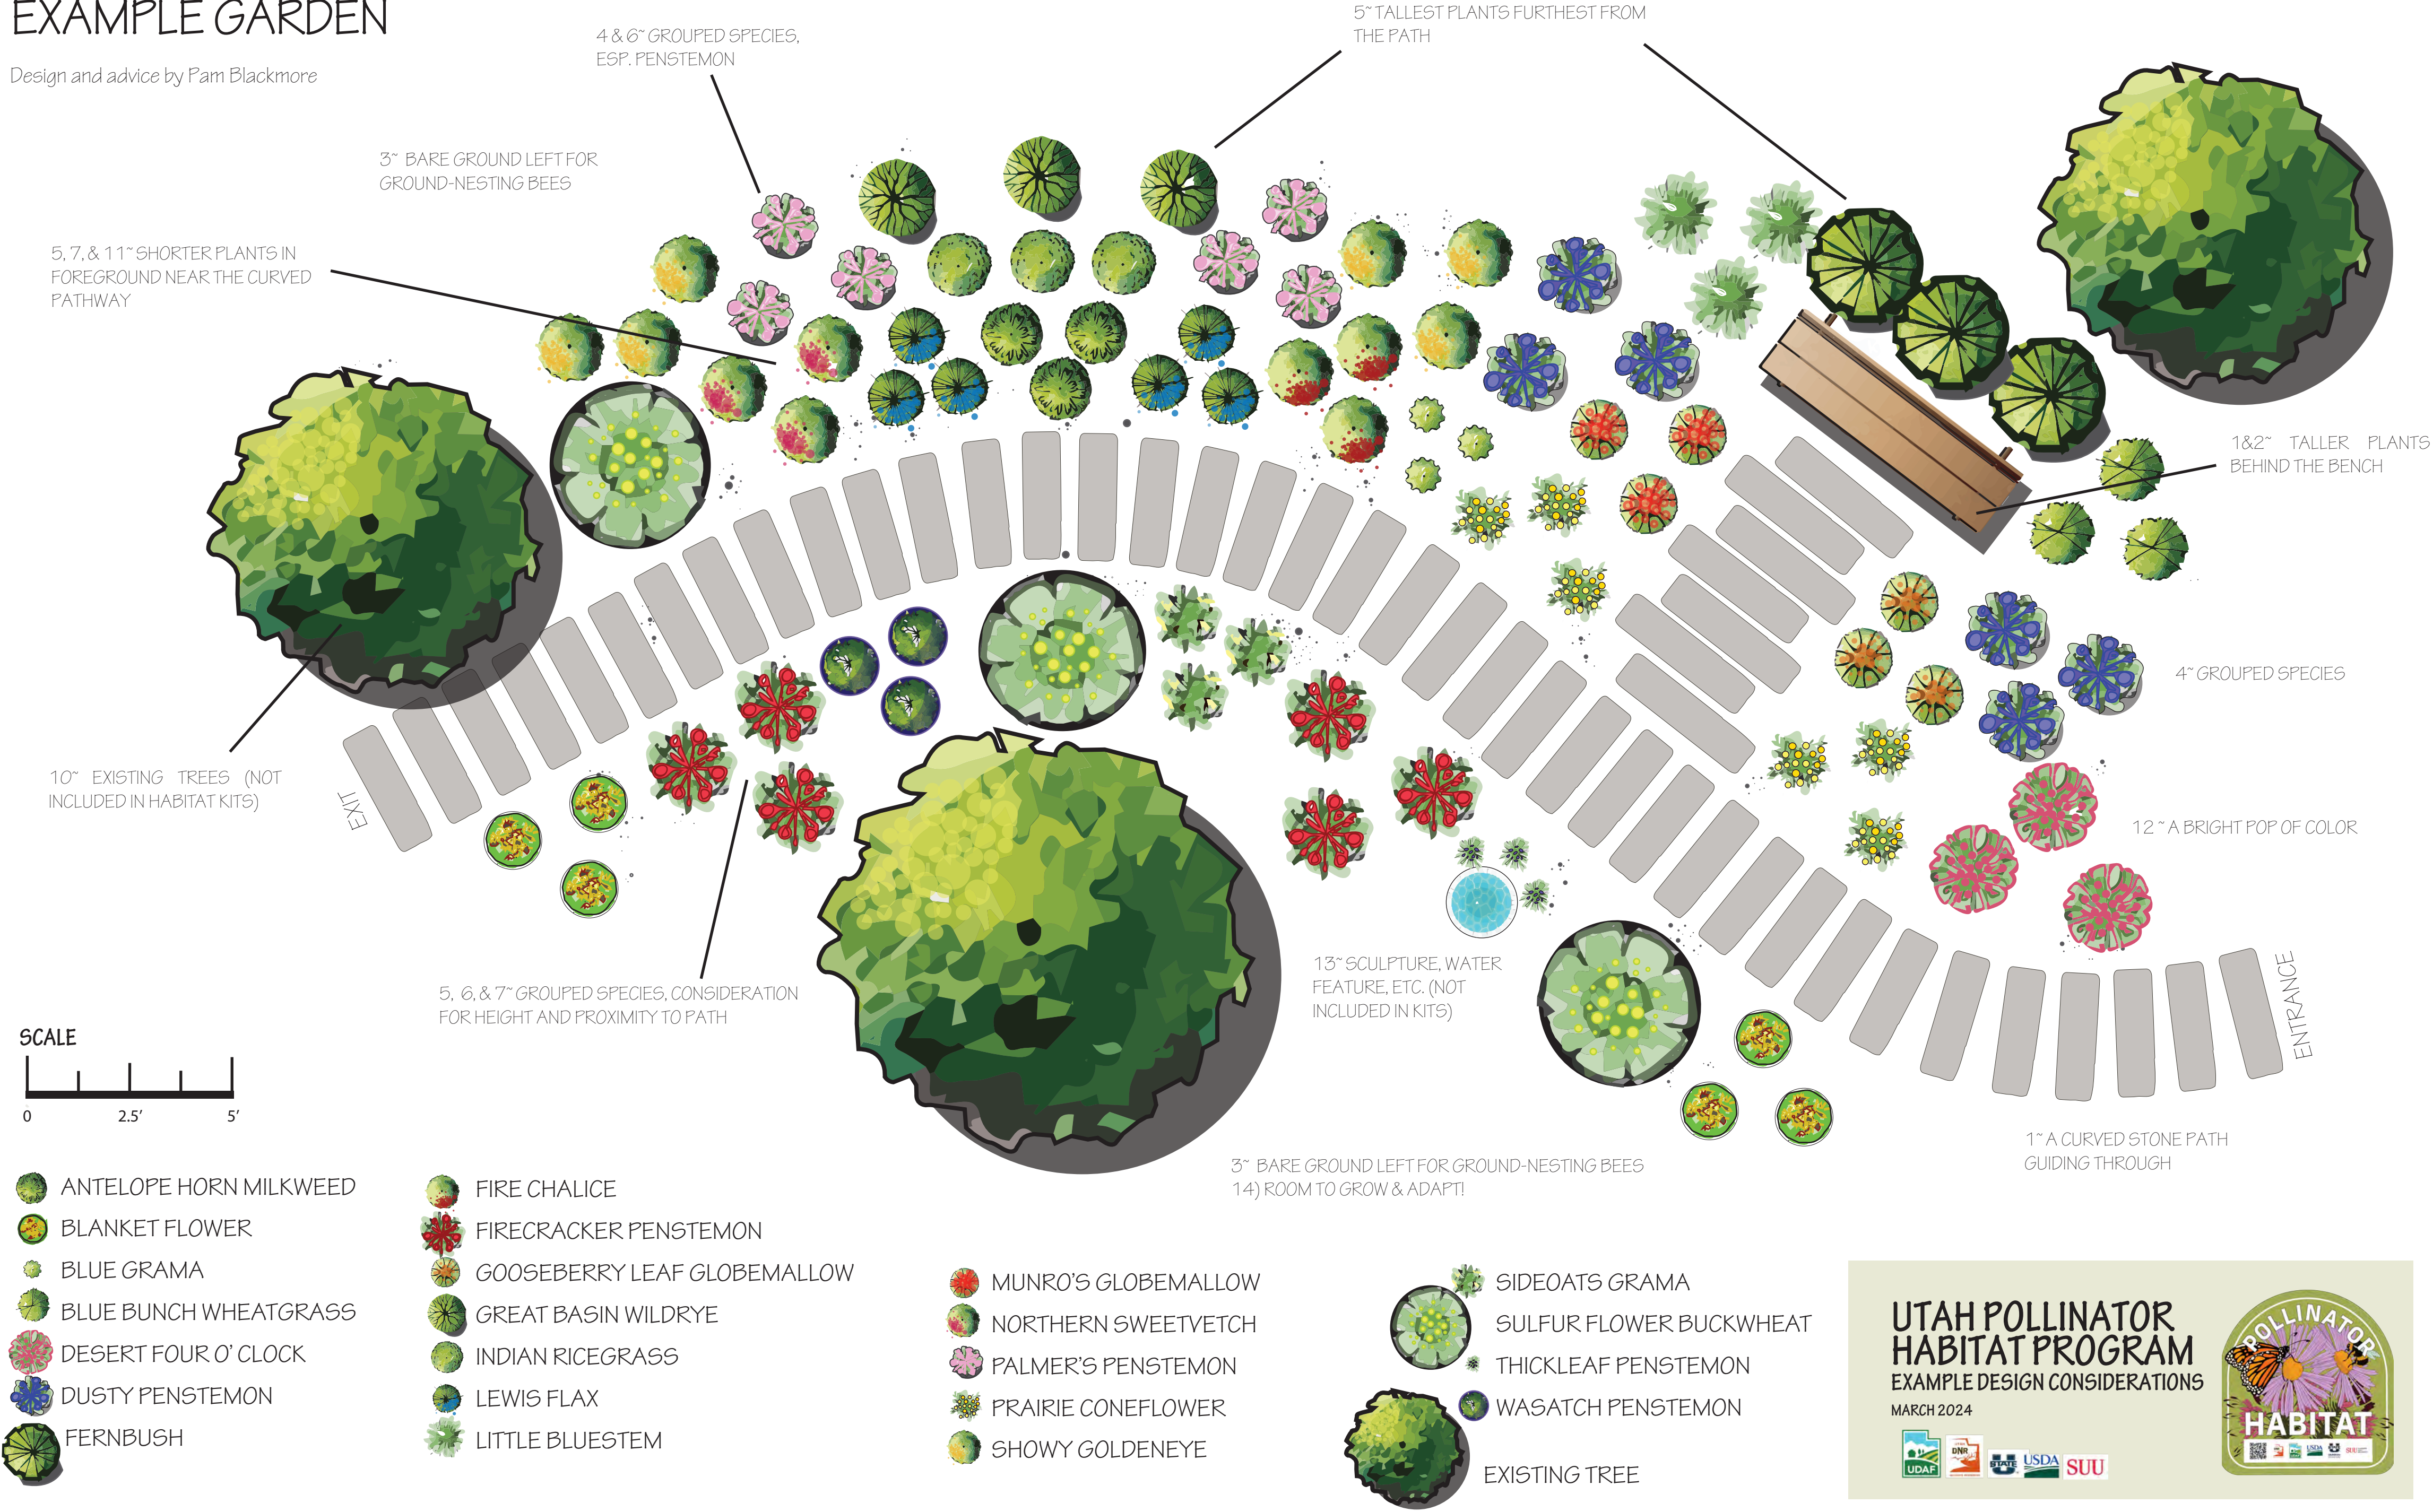 EXAMPLE GARDEN
Design and advice by Pam Blackmore
4 & 6~ GROUPED SPECIES,
ESP. PENSTEMON
5~ TALLEST PLANTS FURTHEST FROM
THE PATH
3~ BARE GROUND LEFT FOR
GROUND-NESTING BEES
5, 7, & 11~ SHORTER PLANTS IN
FOREGROUND NEAR THE CURVED
PATHWAY
1&2~ TALLER PLANTS
BEHIND THE BENCH
4~ GROUPED SPECIES
10~ EXISTING TREES (NOT
INCLUDED IN HABITAT KITS)
EXIT
12~ A BRIGHT POP OF COLOR
5, 6, & 7~ GROUPED SPECIES, CONSIDERATION
FOR HEIGHT AND PROXIMITY TO PATH
13~ SCULPTURE, WATER
FEATURE, ETC. (NOT
INCLUDED IN KITS)
ENTRANCE
1~ A CURVED STONE PATH
GUIDING THROUGH
3~ BARE GROUND LEFT FOR GROUND-NESTING BEES
14) ROOM TO GROW & ADAPT!
SCALE
0 2.5' 5'
ANTELOPE HORN MILKWEED
BLANKET FLOWER
BLUE GRAMA
BLUE BUNCH WHEATGRASS
DESERT FOUR O' CLOCK
DUSTY PENSTEMON
FERNBUSH
FIRE CHALICE
FIRECRACKER PENSTEMON
GOOSEBERRY LEAF GLOBEMALLOW
GREAT BASIN WILDRYE
INDIAN RICEGRASS
LEWIS FLAX
LITTLE BLUESTEM
MUNRO'S GLOBEMALLOW
NORTHERN SWEETVETCH
PALMER'S PENSTEMON
PRAIRIE CONEFLOWER
SHOWY GOLDENEYE
SIDEOATS GRAMA
SULFUR FLOWER BUCKWHEAT
THICKLEAF PENSTEMON
WASATCH PENSTEMON
EXISTING TREE
UTAH POLLINATOR
HABITAT PROGRAM
EXAMPLE DESIGN CONSIDERATIONS
MARCH 2024
UDAF
DNR
STATE
USDA
SUU
POLLINATOR
HABITAT